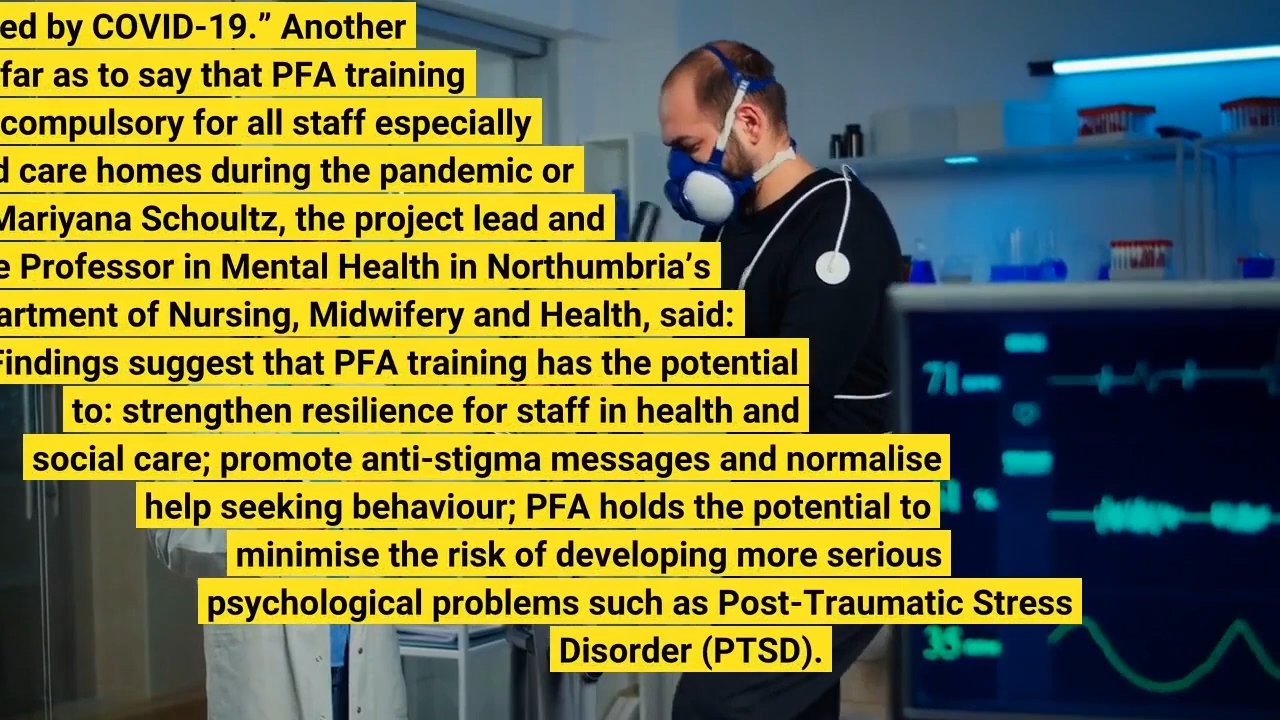 ed by COVID-19.” Another
far as to say that PFA training
compulsory for all staff especially
d care homes during the pandemic or
Mariyana Schoultz, the project lead and
e Professor in Mental Health in Northumbria’s
artment of Nursing, Midwifery and Health, said:
Findings suggest that PFA training has the potential
to: strengthen resilience for staff in health and
social care; promote anti-stigma messages and normalise
help seeking behaviour; PFA holds the potential to
minimise the risk of developing more serious
psychological problems such as Post-Traumatic Stress
Disorder (PTSD).
71
%
35